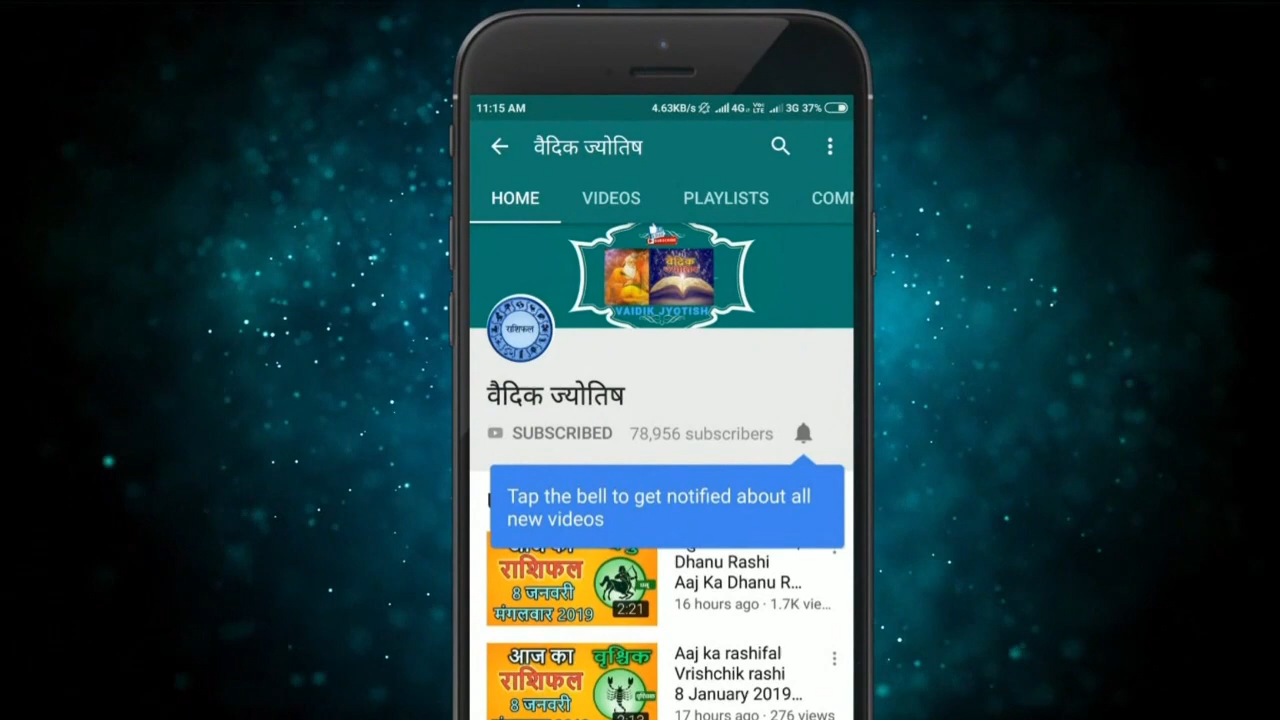 11:15 AM 4.63KB/s 4G VoLTE 3G 37%
वैदिक ज्योतिष
HOME VIDEOS PLAYLISTS COMM
SUBSCRIBE
वैदिक
VAIDIK JYOTISH
राशिफल
वैदिक ज्योतिष
SUBSCRIBED 78,956 subscribers
Tap the bell to get notified about all
new videos
राशिफल
8 जनवरी
मंगलवार 2019
2:21
Dhanu Rashi
Aaj Ka Dhanu R...
16 hours ago · 1.7K vie...
आज का वृश्चिक
राशिफल
8 जनवरी
Aaj ka rashifal
Vrishchik rashi
8 January 2019...
17 hours ago · 276 views